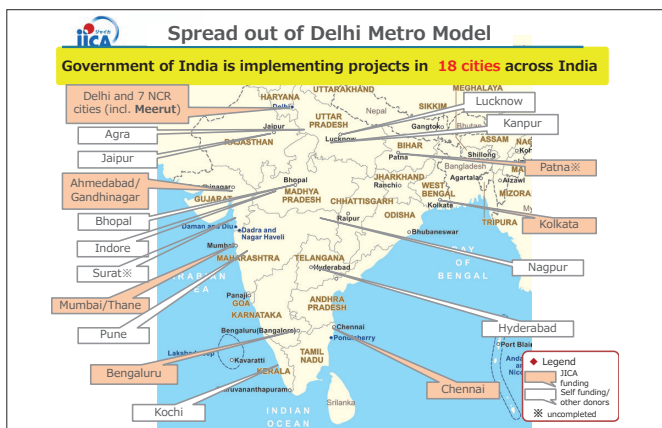 jICA
Spread out of Delhi Metro Model
Government of India is implementing projects in 18 cities across India
Delhi and 7 NCR
cities (incl. Meerut)
Agra
Jaipur
Ahmedabad/
Gandhinagar
Bhopal
Indore
Surat※
Mumbai/Thane
Pune
Bengaluru
Kochi
Lucknow
Kanpur
Patna※
Kolkata
Nagpur
Hyderabad
Chennai
UTTARAKHAND
HARYANA
Delhi
UTTAR
PRADESH
Nepal
SIKKIM
MEGHALAYA
Gangtok
Bhutan
Jaipur
RAJASTHAN
Lucknow
BIHAR
Patna
ASSAM
Shillong
Bangladesh
JHARKHAND
Ranchi
WEST
BENGAL
Agartala
Aizawl
MIZORA
Kolkata
TRIPURA
dhinagar
GUJARAT
Bhopal
MADHYA
PRADESH
CHHATTISGARH
Raipur
ODISHA
Bhubaneswar
Daman and Diu
Dadra and
Nagar Haveli
Mumbai
MAHARASHTRA
TELANGANA
Hyderabad
BENGAL
SEA
Panaji
GOA
KARNATAKA
ANDHRA
PRADESH
Bengaluru(Bangalore)
Chennai
Pondicherry
Kavaratti
TAMIL
NADU
KERALA
ruvananthapuram
INDIAN
OCEAN
Srilanka
Port Blair
Legend
JICA
funding
Self funding/
other donors
※ uncompleted